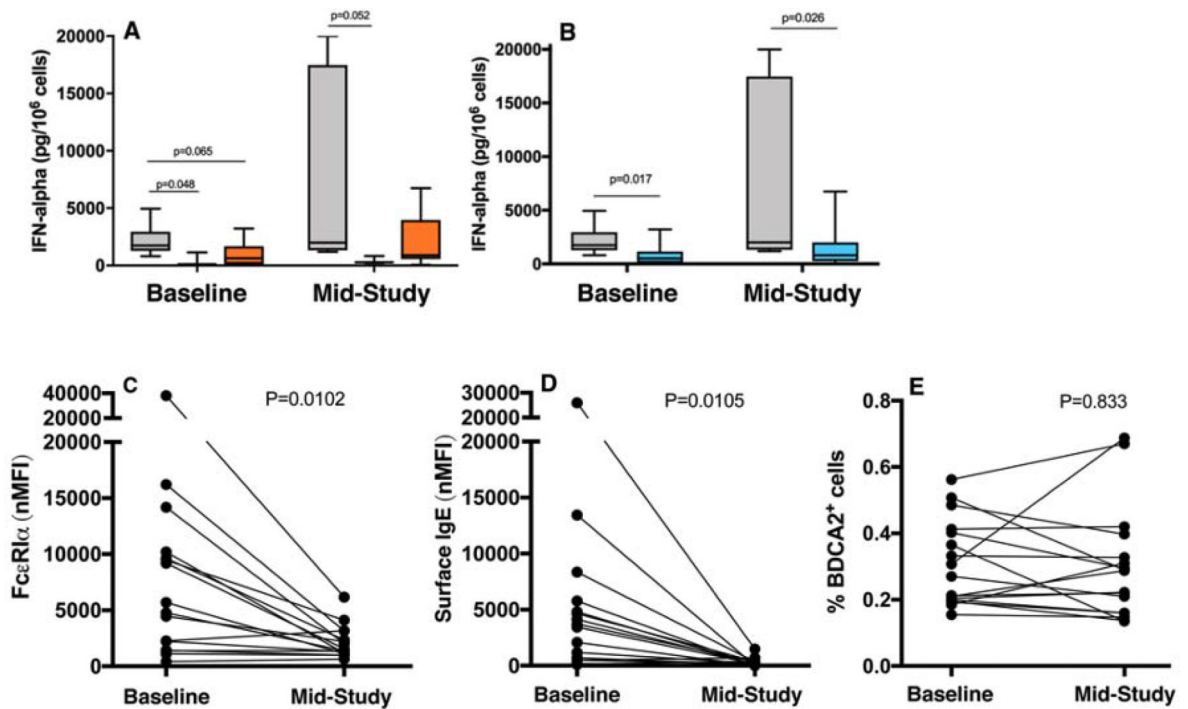 A
IFN-alpha (pg/10⁶ cells)
20000
15000
10000
5000
0
p=0.065
p=0.048
p=0.052
Baseline
Mid-Study
B
IFN-alpha (pg/10⁶ cells)
20000
15000
10000
5000
0
p=0.017
p=0.026
Baseline
Mid-Study
C
P=0.0102
FcεRIα (nMFI)
40000
20000
20000
15000
10000
5000
0
Baseline
Mid-Study
D
P=0.0105
Surface IgE (nMFI)
30000
20000
20000
15000
10000
5000
0
Baseline
Mid-Study
E
P=0.833
% BDCA2⁺ cells
0.8
0.6
0.4
0.2
0.0
Baseline
Mid-Study